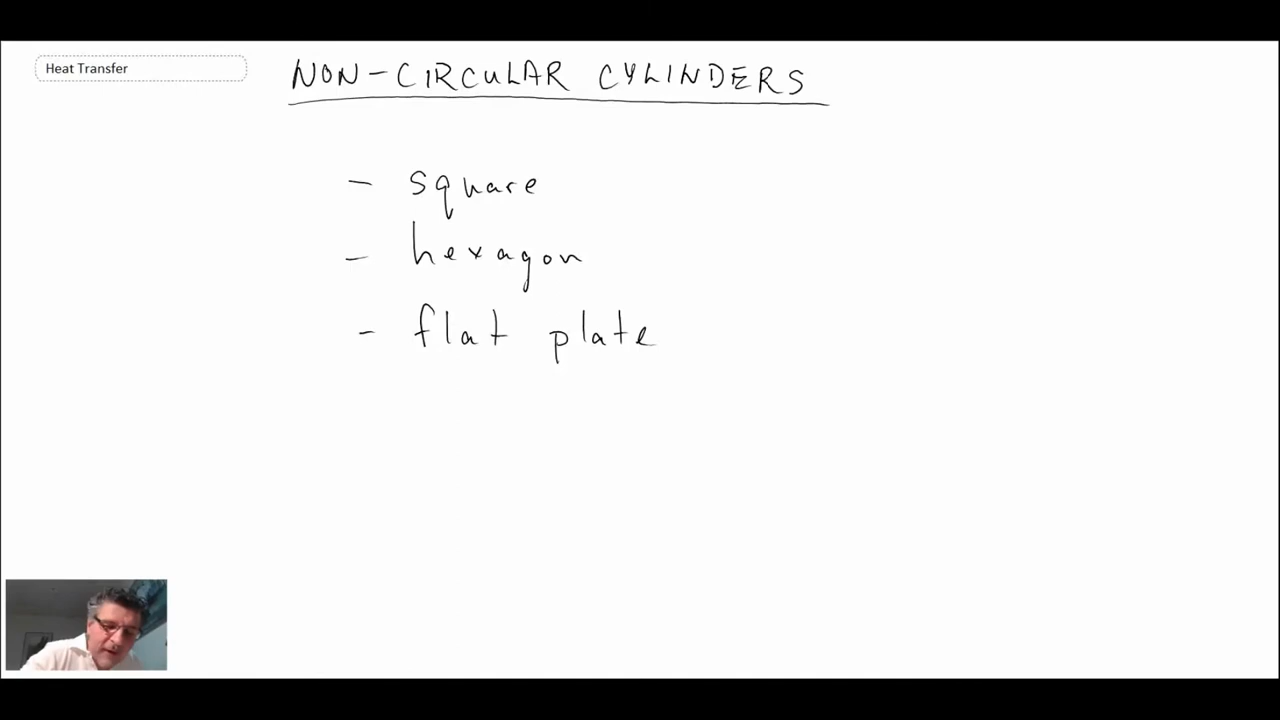 Heat Transfer
NON-CIRCULAR CYLINDERS
- square
- hexagon
- flat plate